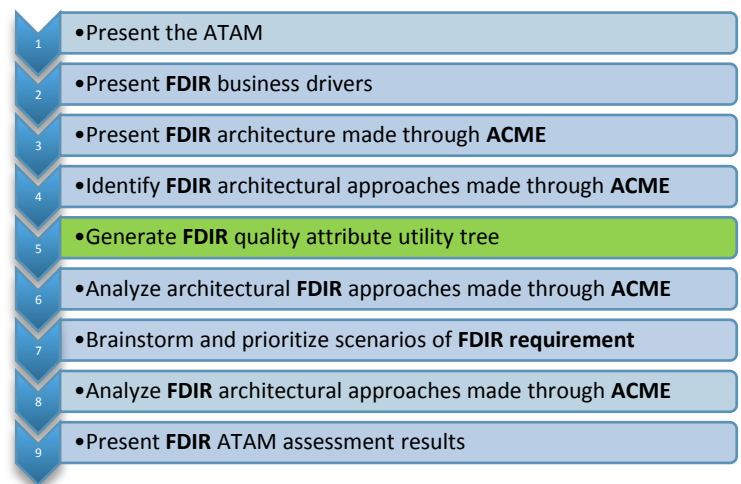 1 •Present the ATAM
2 •Present FDIR business drivers
3 •Present FDIR architecture made through ACME
4 •Identify FDIR architectural approaches made through ACME
5 •Generate FDIR quality attribute utility tree
6 •Analyze architectural FDIR approaches made through ACME
7 •Brainstorm and prioritize scenarios of FDIR requirement
8 •Analyze FDIR architectural approaches made through ACME
9 •Present FDIR ATAM assessment results